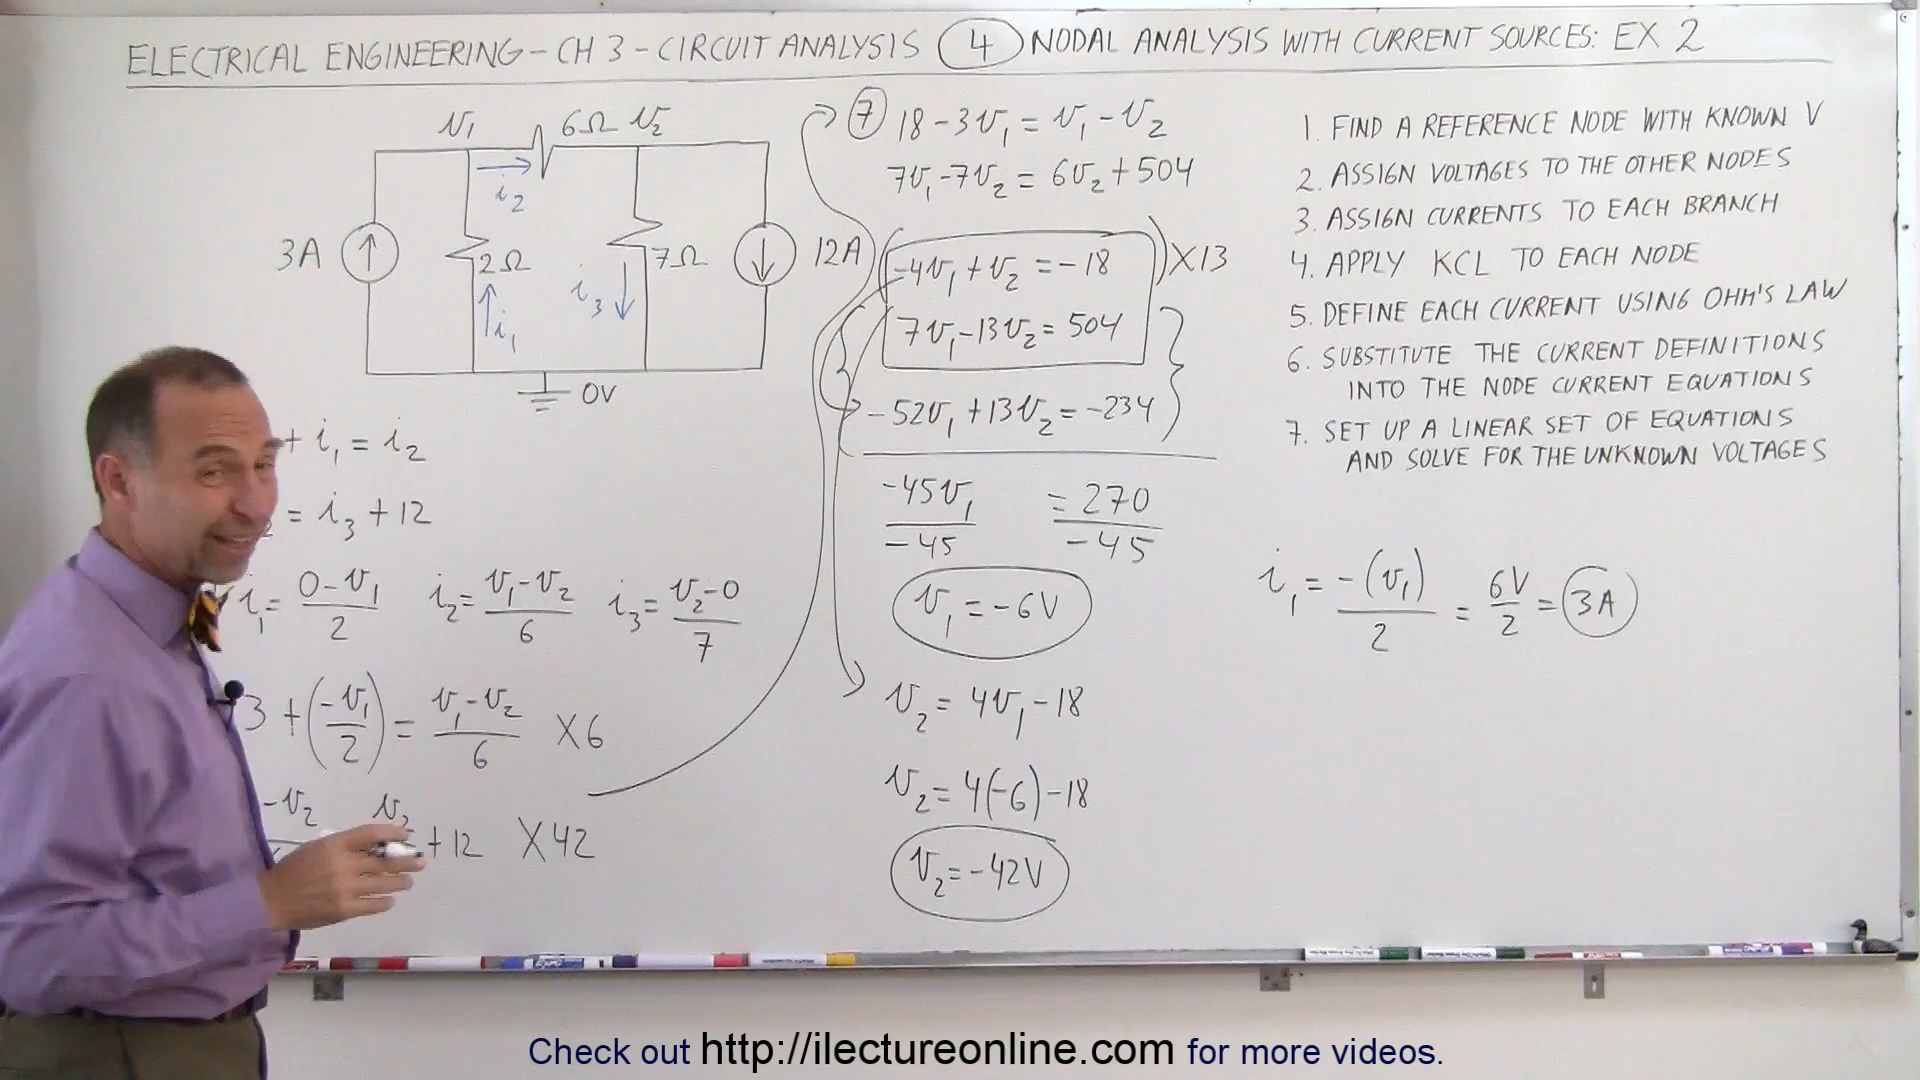 ELECTRICAL ENGINEERING - CH 3 - CIRCUIT ANALYSIS 4 NODAL ANALYSIS WITH CURRENT SOURCES: EX 2
v₁ 6Ω v₂
i₂
3A 2Ω 7Ω 12A
i₁ i₃
0V
+ i₁ = i₂
= i₃ + 12
i₁ = (0 - v₁)/2 i₂ = (v₁ - v₂)/6 i₃ = (v₂ - 0)/7
3 + (-v₁/2) = (v₁ - v₂)/6 X6
- v₂ v₂ + 12 X42
7 18 - 3v₁ = v₁ - v₂
7v₁ - 7v₂ = 6v₂ + 504
-4v₁ + v₂ = -18 X13
7v₁ - 13v₂ = 504
-52v₁ + 13v₂ = -234
-45v₁/-45 = 270/-45
v₁ = -6V
v₂ = 4v₁ - 18
v₂ = 4(-6) - 18
v₂ = -42V
1. FIND A REFERENCE NODE WITH KNOWN V
2. ASSIGN VOLTAGES TO THE OTHER NODES
3. ASSIGN CURRENTS TO EACH BRANCH
4. APPLY KCL TO EACH NODE
5. DEFINE EACH CURRENT USING OHH'S LAW
6. SUBSTITUTE THE CURRENT DEFINITIONS
INTO THE NODE CURRENT EQUATIONS
7. SET UP A LINEAR SET OF EQUATIONS
AND SOLVE FOR THE UNKNOWN VOLTAGES
i₁ = -(v₁)/2 = 6V/2 = 3A
Check out http://ilectureonline.com for more videos.